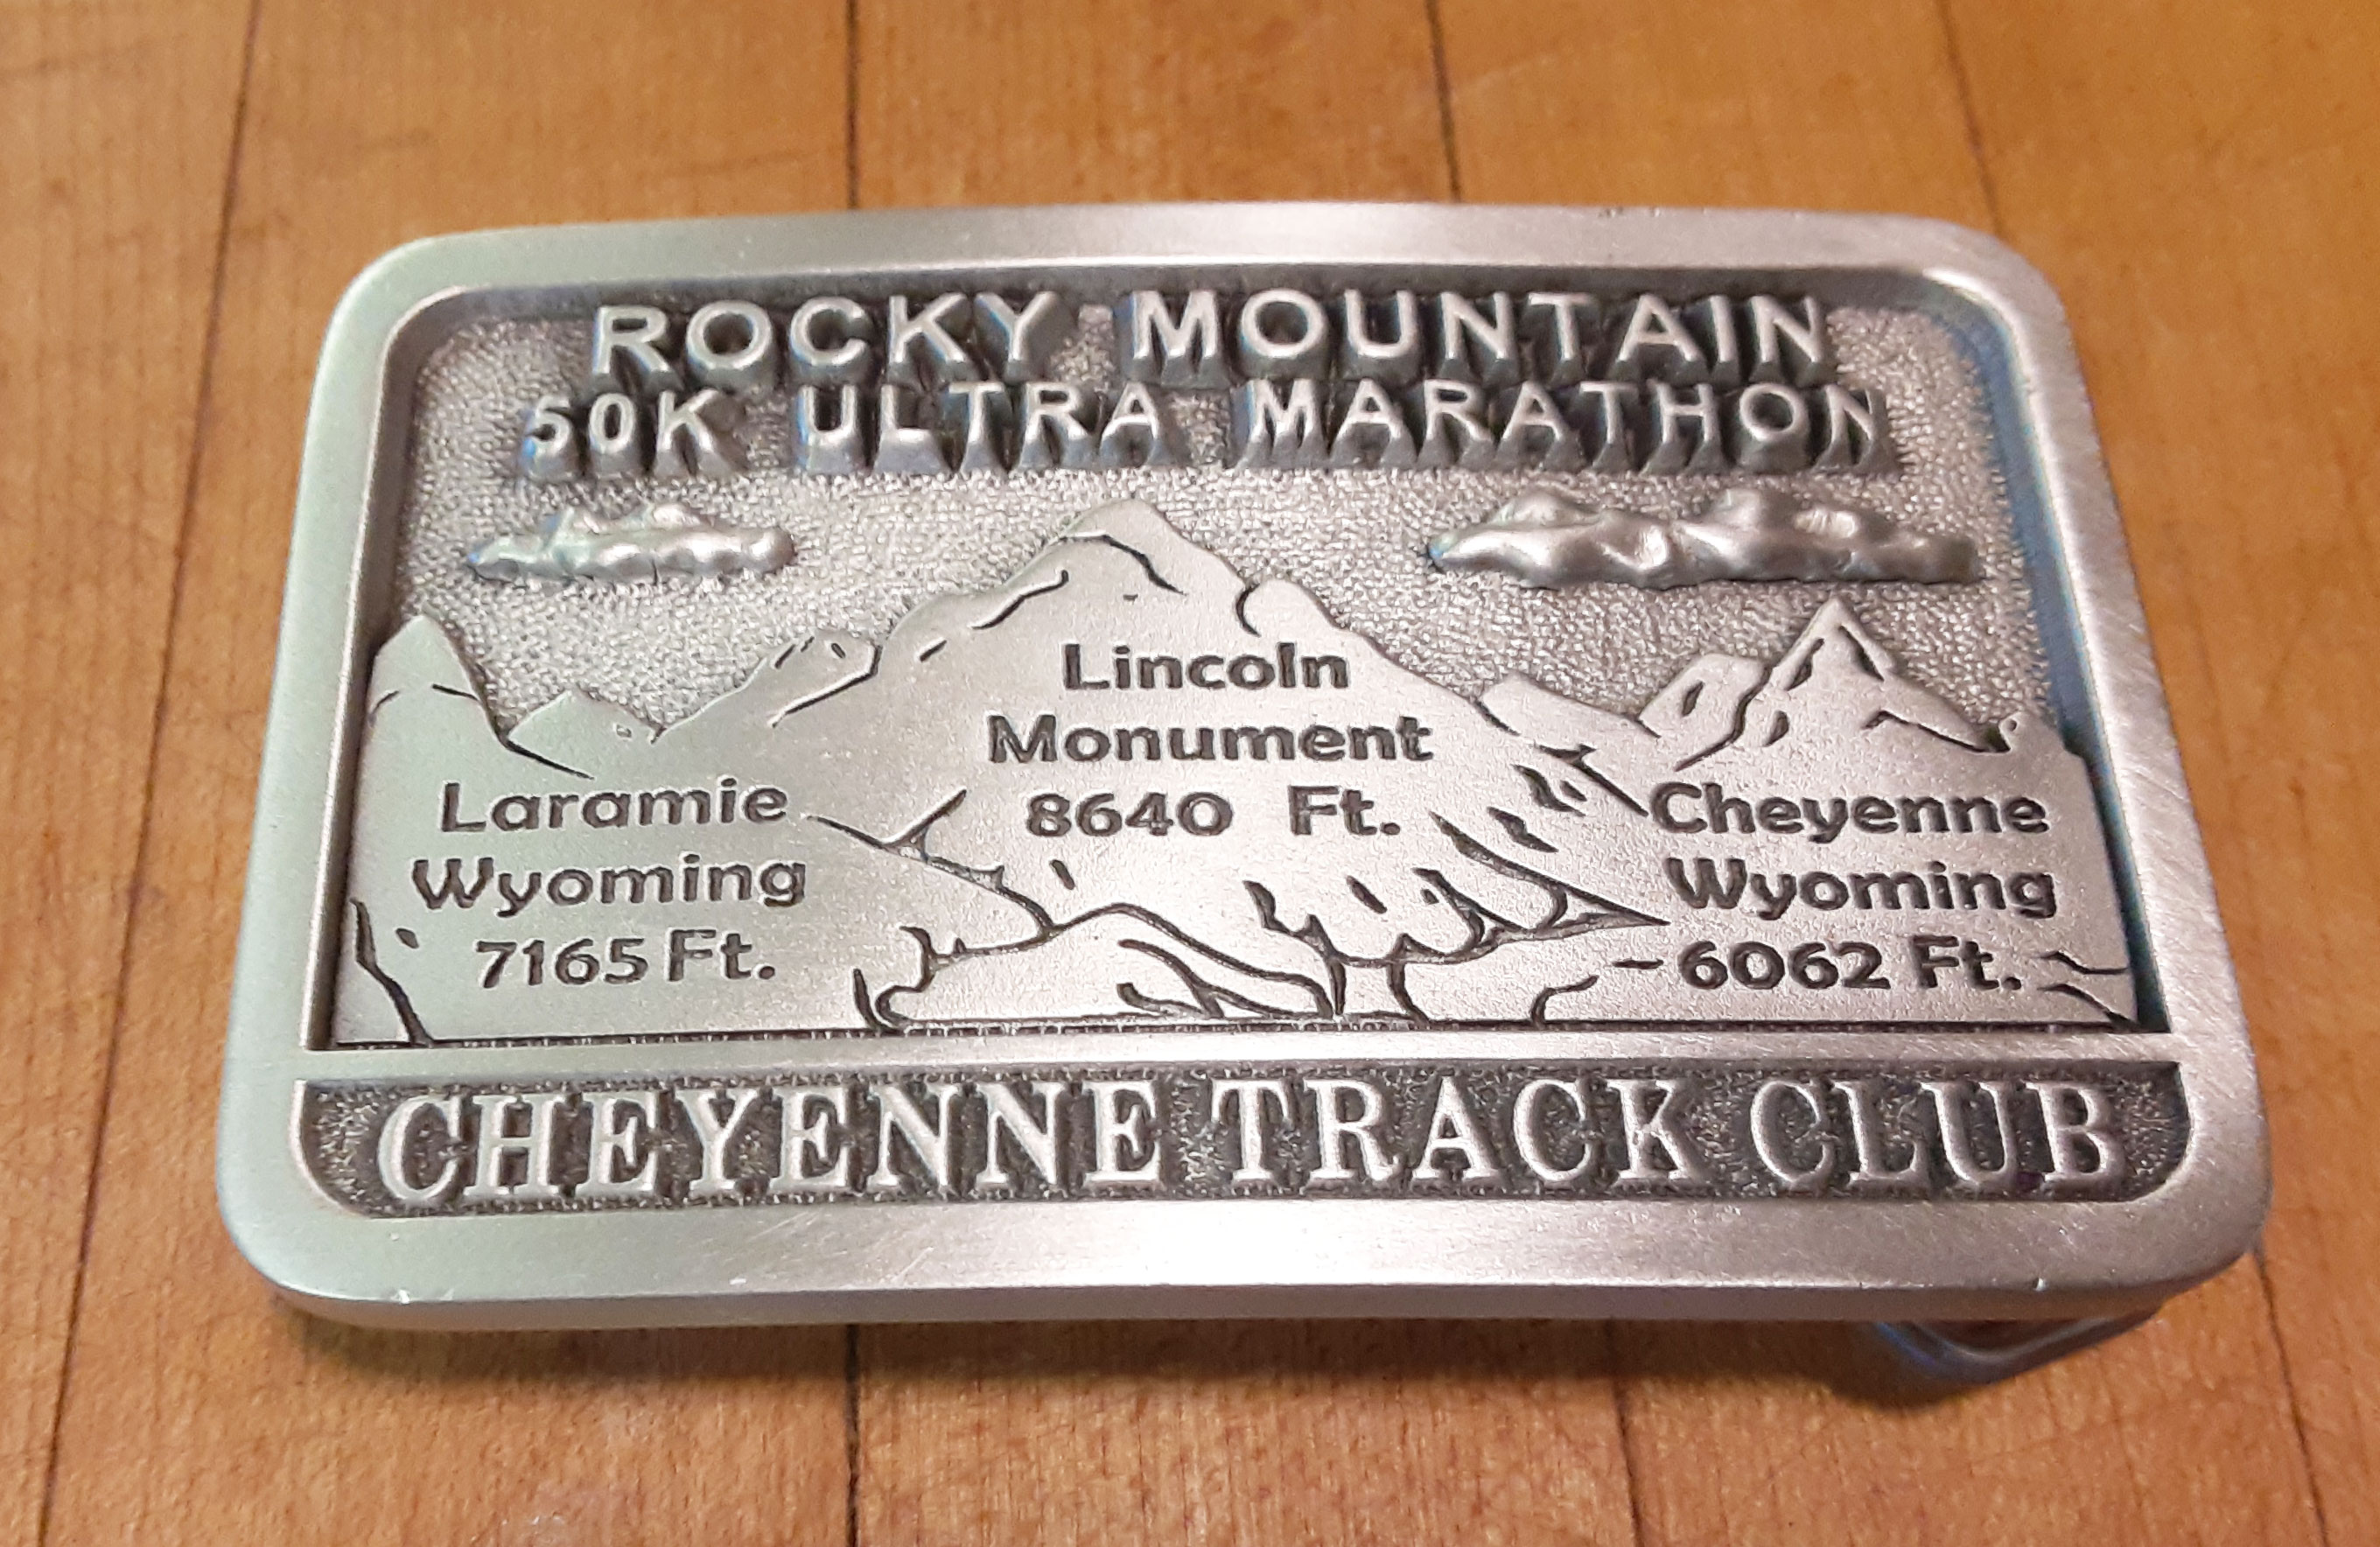 ROCKY MOUNTAIN
50K ULTRA MARATHON
Lincoln
Monument
8640 Ft.
Laramie
Wyoming
7165 Ft.
Cheyenne
Wyoming
6062 Ft.
CHEYENNE TRACK CLUB